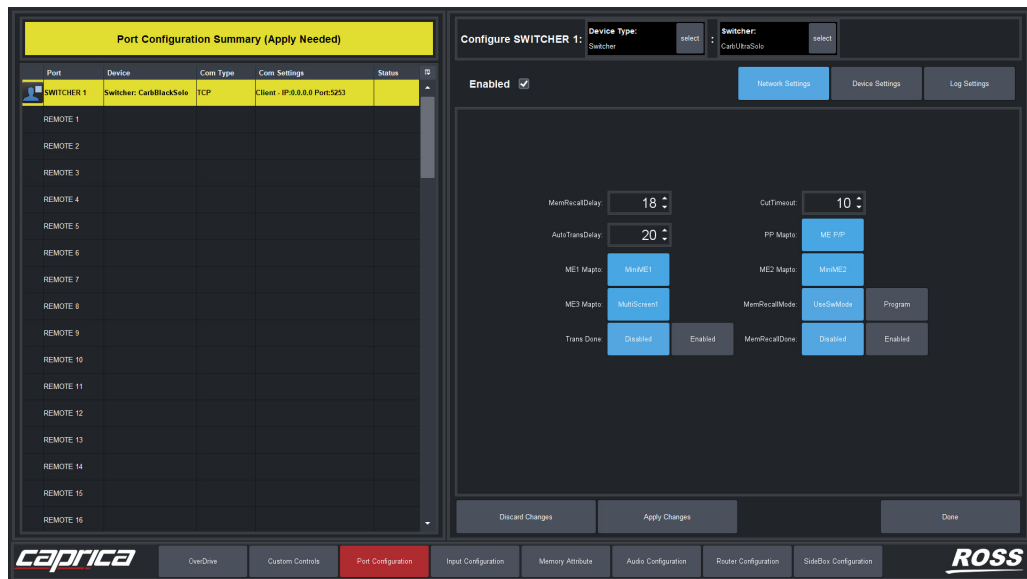 Port Configuration Summary (Apply Needed)
Port Device Com Type Com Settings Status
SWITCHER 1 Switcher: CarbBlackSolo TCP Client - IP:0.0.0.0 Port:5253
REMOTE 1
REMOTE 2
REMOTE 3
REMOTE 4
REMOTE 5
REMOTE 6
REMOTE 7
REMOTE 8
REMOTE 9
REMOTE 10
REMOTE 11
REMOTE 12
REMOTE 13
REMOTE 14
REMOTE 15
REMOTE 16
Configure SWITCHER 1: Device Type: Switcher select : Switcher: CarbUltraSolo select
Enabled Network Settings Device Settings Log Settings
MemRecallDelay: 18 CutTimeout: 10
AutoTransDelay: 20 PP Mapto: ME P/P
ME1 Mapto: MiniME1 ME2 Mapto: MiniME2
ME3 Mapto: MultiScreen1 MemRecallMode: UseSwMode Program
Trans Done: Disabled Enabled MemRecallDone: Disabled Enabled
Discard Changes Apply Changes Done
caprica OverDrive Custom Controls Port Configuration Input Configuration Memory Attribute Audio Configuration Router Configuration SideBox Configuration ROSS